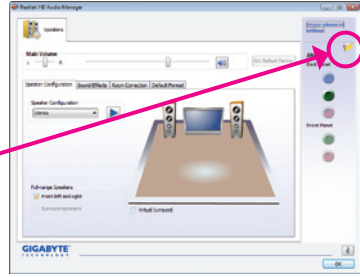 Realtek HD Audio Manager
Speakers
Device advanced
settings
Main Volume
L
R
Set Default Device
Back Panel
Speaker Configuration
Sound Effects
Room Correction
Default Format
Speaker Configuration
Stereo
Front Panel
Full-range Speakers
Front left and right
Surround speakers
Virtual Surround
GIGABYTE
TECHNOLOGY
i
OK